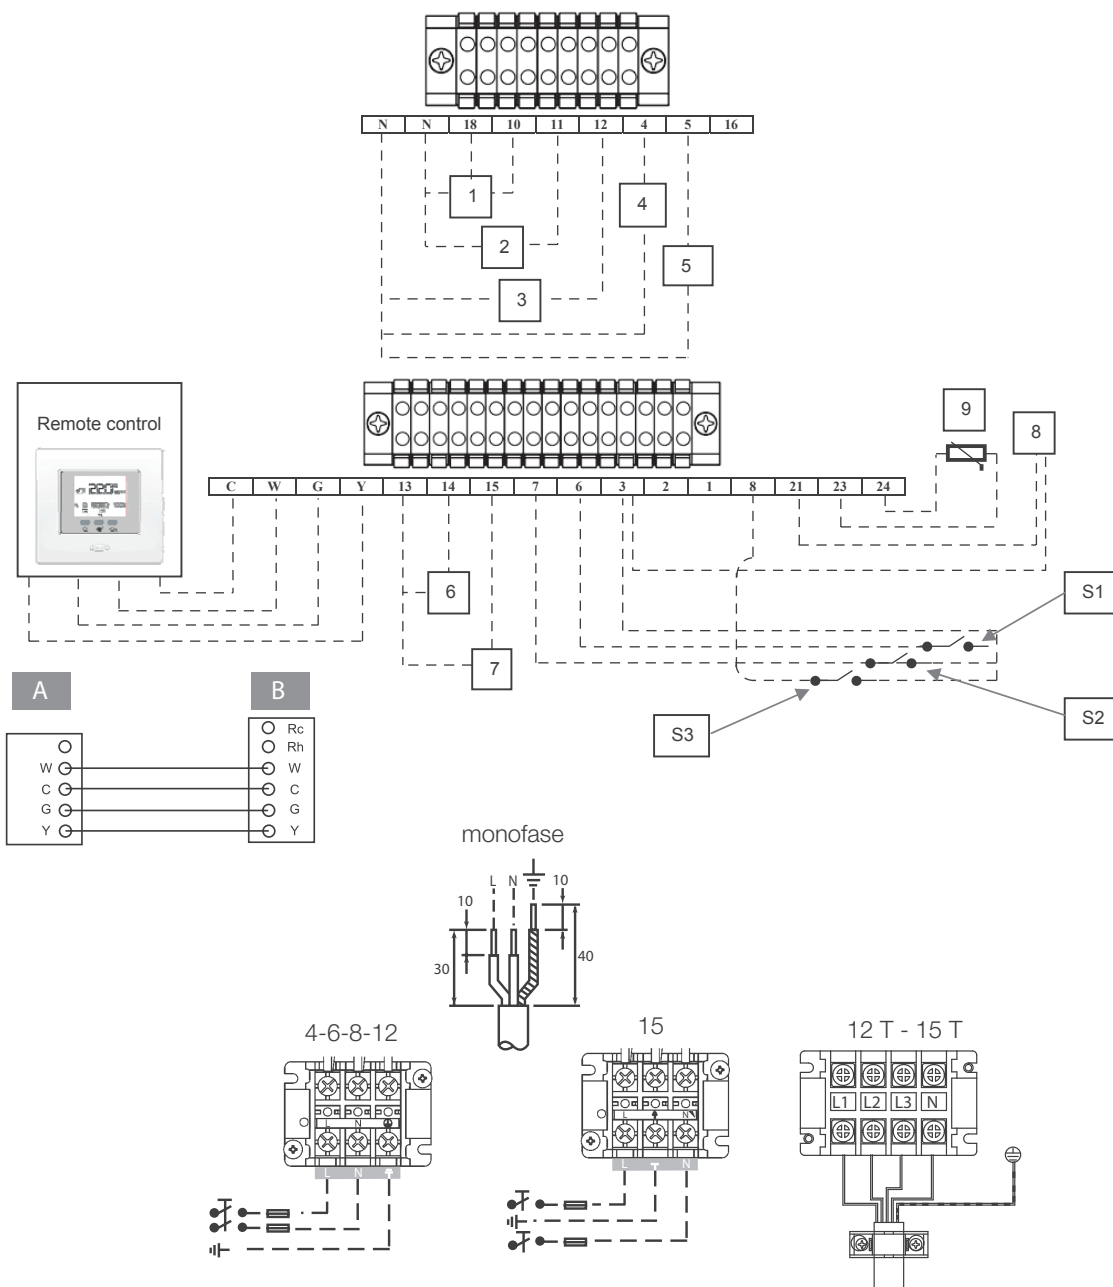 N N 18 10 11 12 4 5 16
1
4
2
5
3
Remote control
9
8
C W G Y 13 14 15 7 6 3 2 1 8 21 23 24
6
S1
7
A B
S2
S3
Rc
Rh
W W
C C
G G
Y Y
monofase
L N 10
10
30 40
4-6-8-12 15 12 T - 15 T
L1 L2 L3 N
L N L N
L N L N